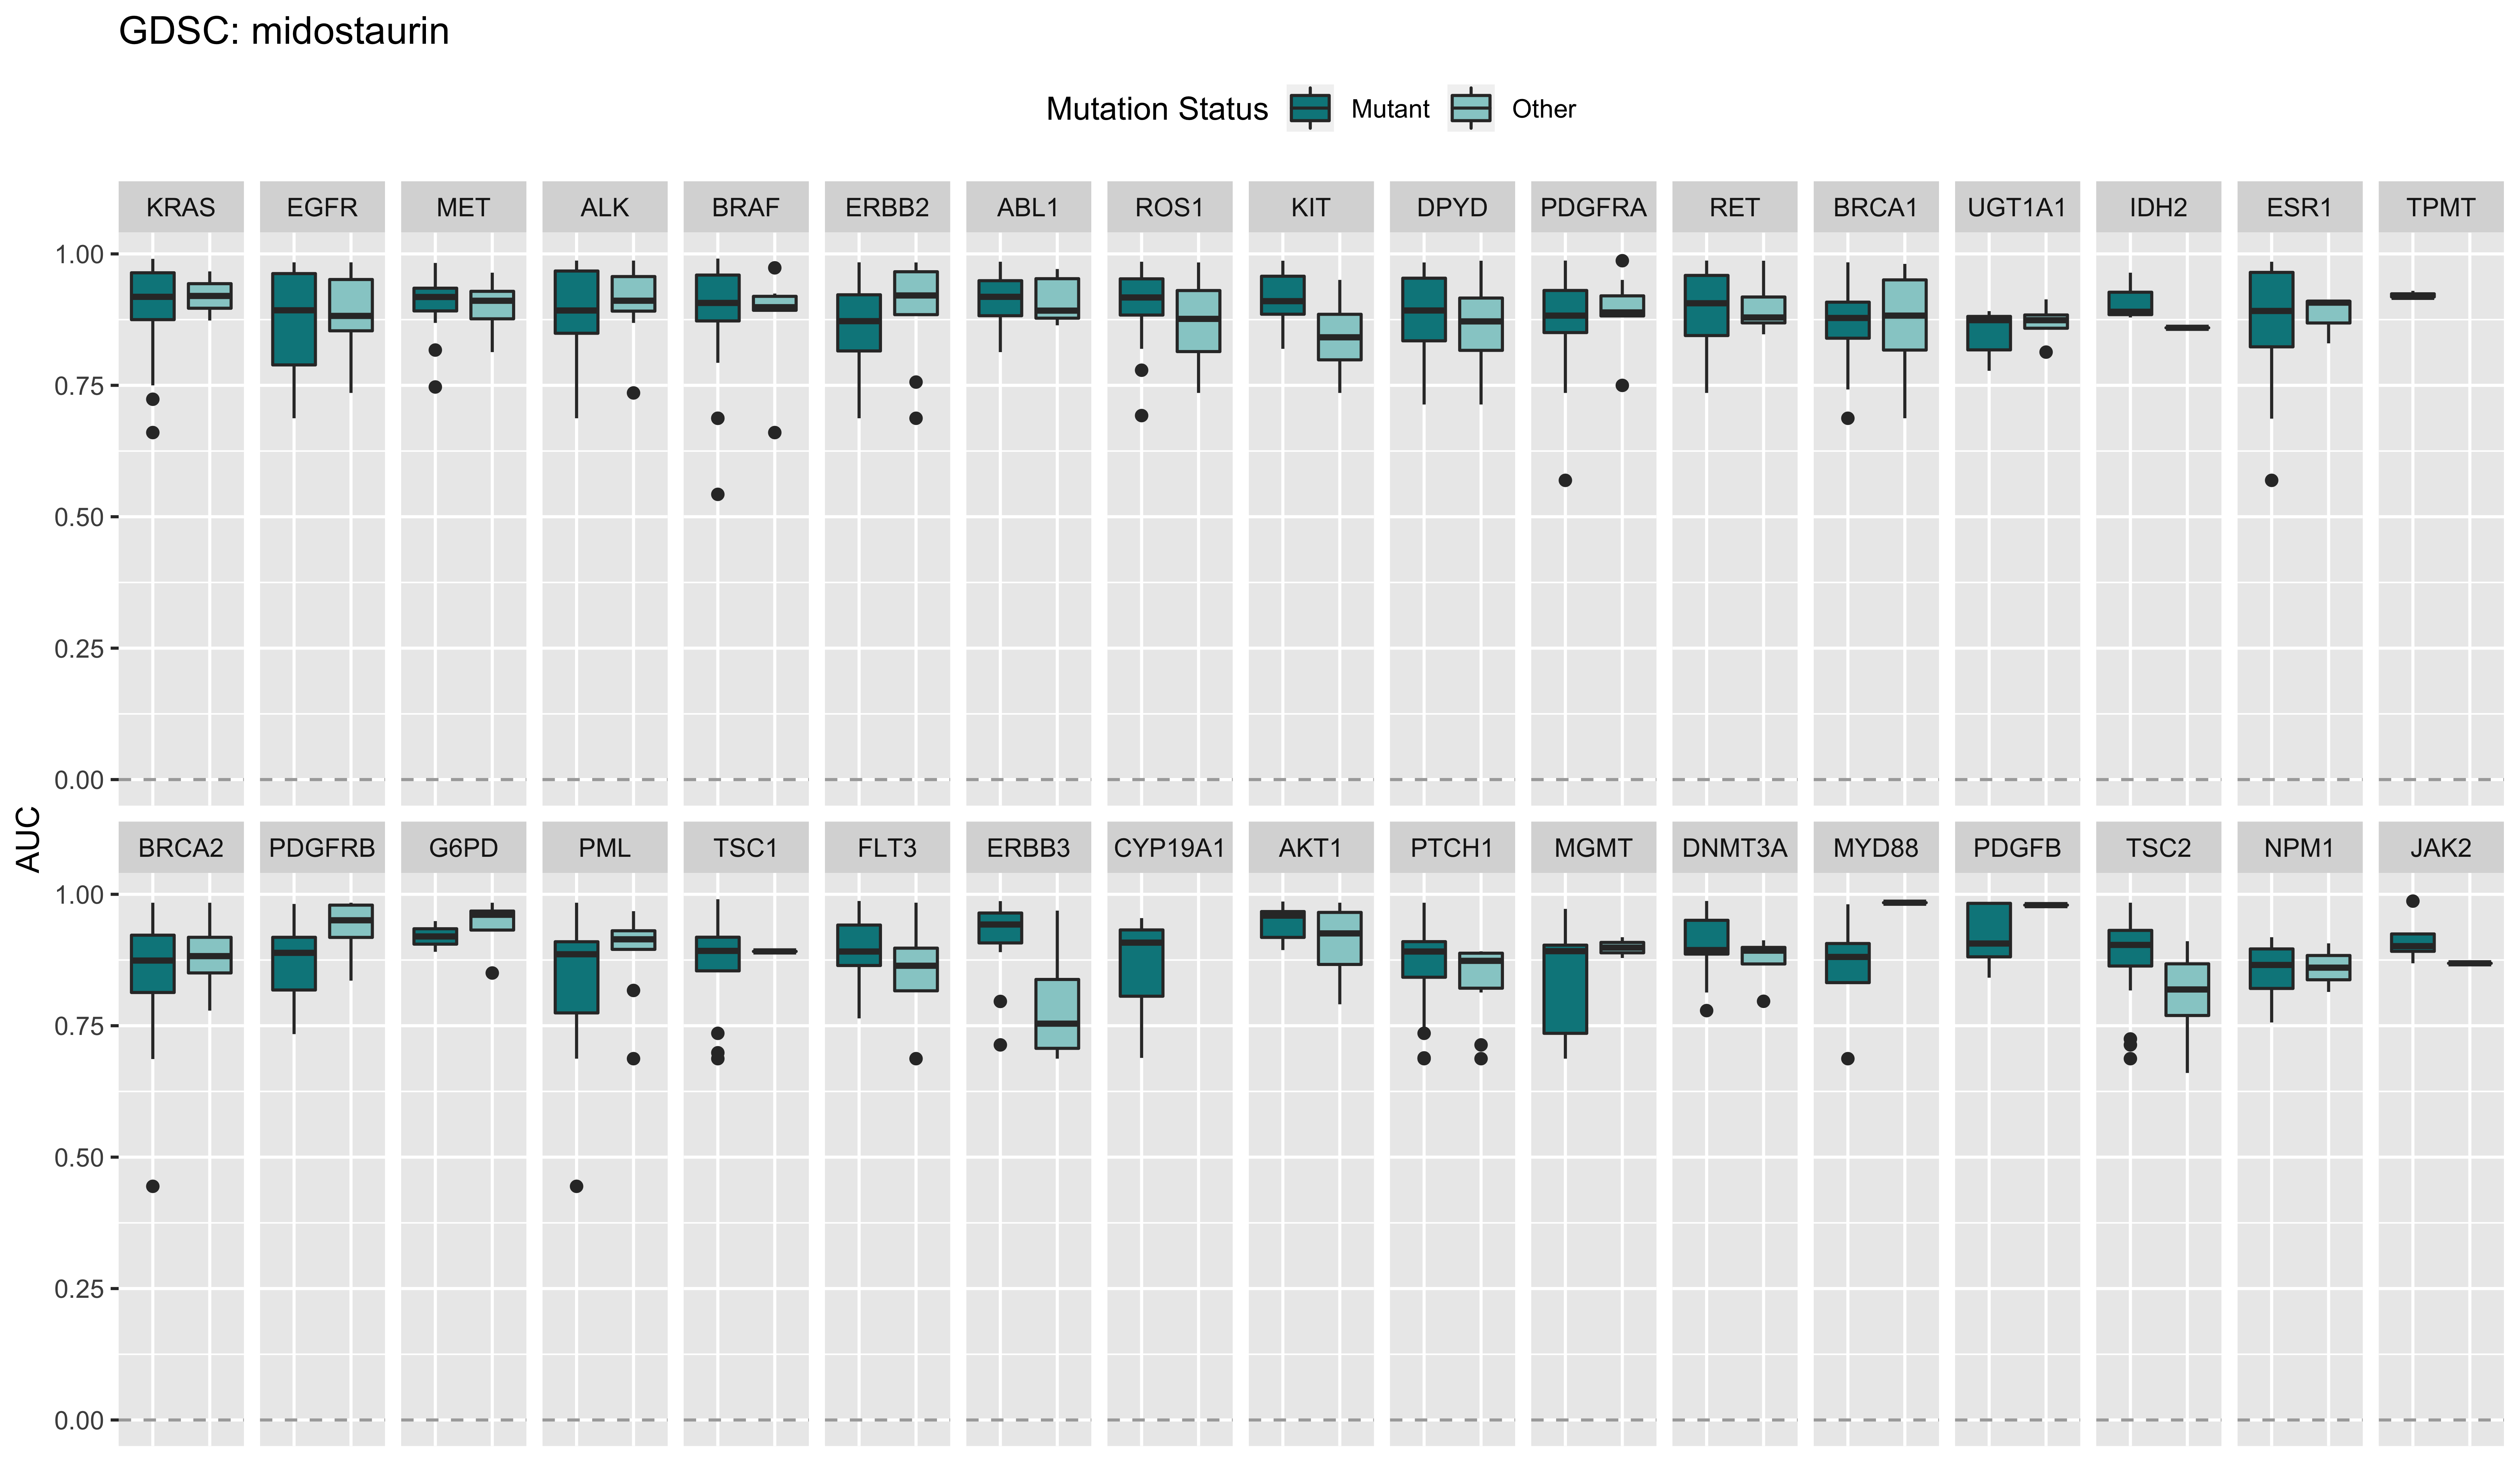 GDSC: midostaurin
Mutation Status Mutant Other
KRAS EGFR MET ALK BRAF ERBB2 ABL1 ROS1 KIT DPYD PDGFRA RET BRCA1 UGT1A1 IDH2 ESR1 TPMT
1.00
0.75
0.50
0.25
0.00
AUC
BRCA2 PDGFRB G6PD PML TSC1 FLT3 ERBB3 CYP19A1 AKT1 PTCH1 MGMT DNMT3A MYD88 PDGFB TSC2 NPM1 JAK2
1.00
0.75
0.50
0.25
0.00